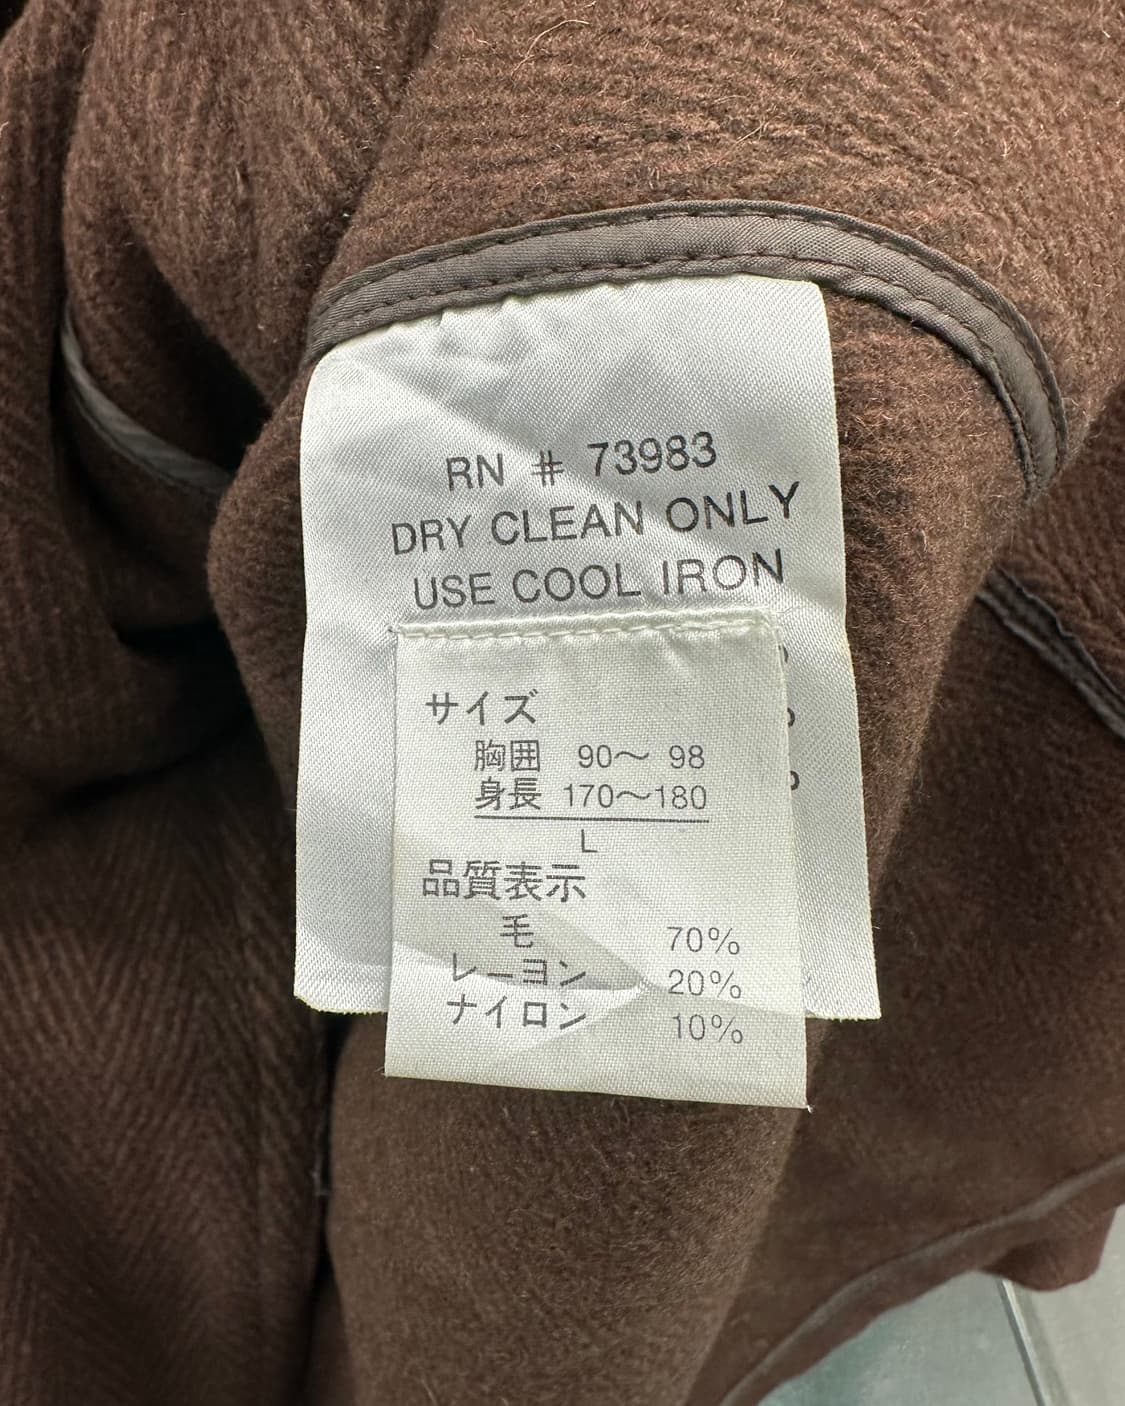 RN # 73983
DRY CLEAN ONLY
USE COOL IRON
サイズ
胸囲 90～ 98
身長 170～180
L
品質表示
毛 70%
レーヨン 20%
ナイロン 10%